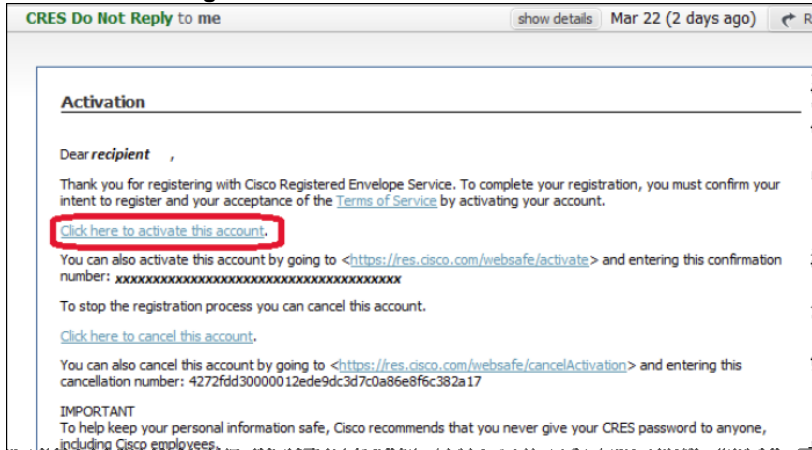 CRES Do Not Reply to me show details Mar 22 (2 days ago) R
Activation
Dear recipient ,
Thank you for registering with Cisco Registered Envelope Service. To complete your registration, you must confirm your
intent to register and your acceptance of the Terms of Service by activating your account.
Click here to activate this account.
You can also activate this account by going to <https://res.cisco.com/websafe/activate> and entering this confirmation
number: xxxxxxxxxxxxxxxxxxxxxxxxxxxxxxxxxxxxxxxx
To stop the registration process you can cancel this account.
Click here to cancel this account.
You can also cancel this account by going to <https://res.cisco.com/websafe/cancelActivation> and entering this
cancellation number: 4272fdd30000012ede9dc3d7c0a86e8f6c382a17
IMPORTANT
To help keep your personal information safe, Cisco recommends that you never give your CRES password to anyone,
including Cisco employees.